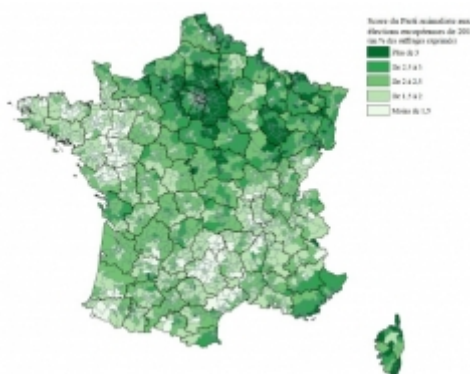 Score du Parti animaliste aux
élections européennes de 20
(en % des suffrages exprimés)
Plus de 3
De 2,5 à 3
De 2 à 2,5
De 1,5 à 2
Moins de 1,5